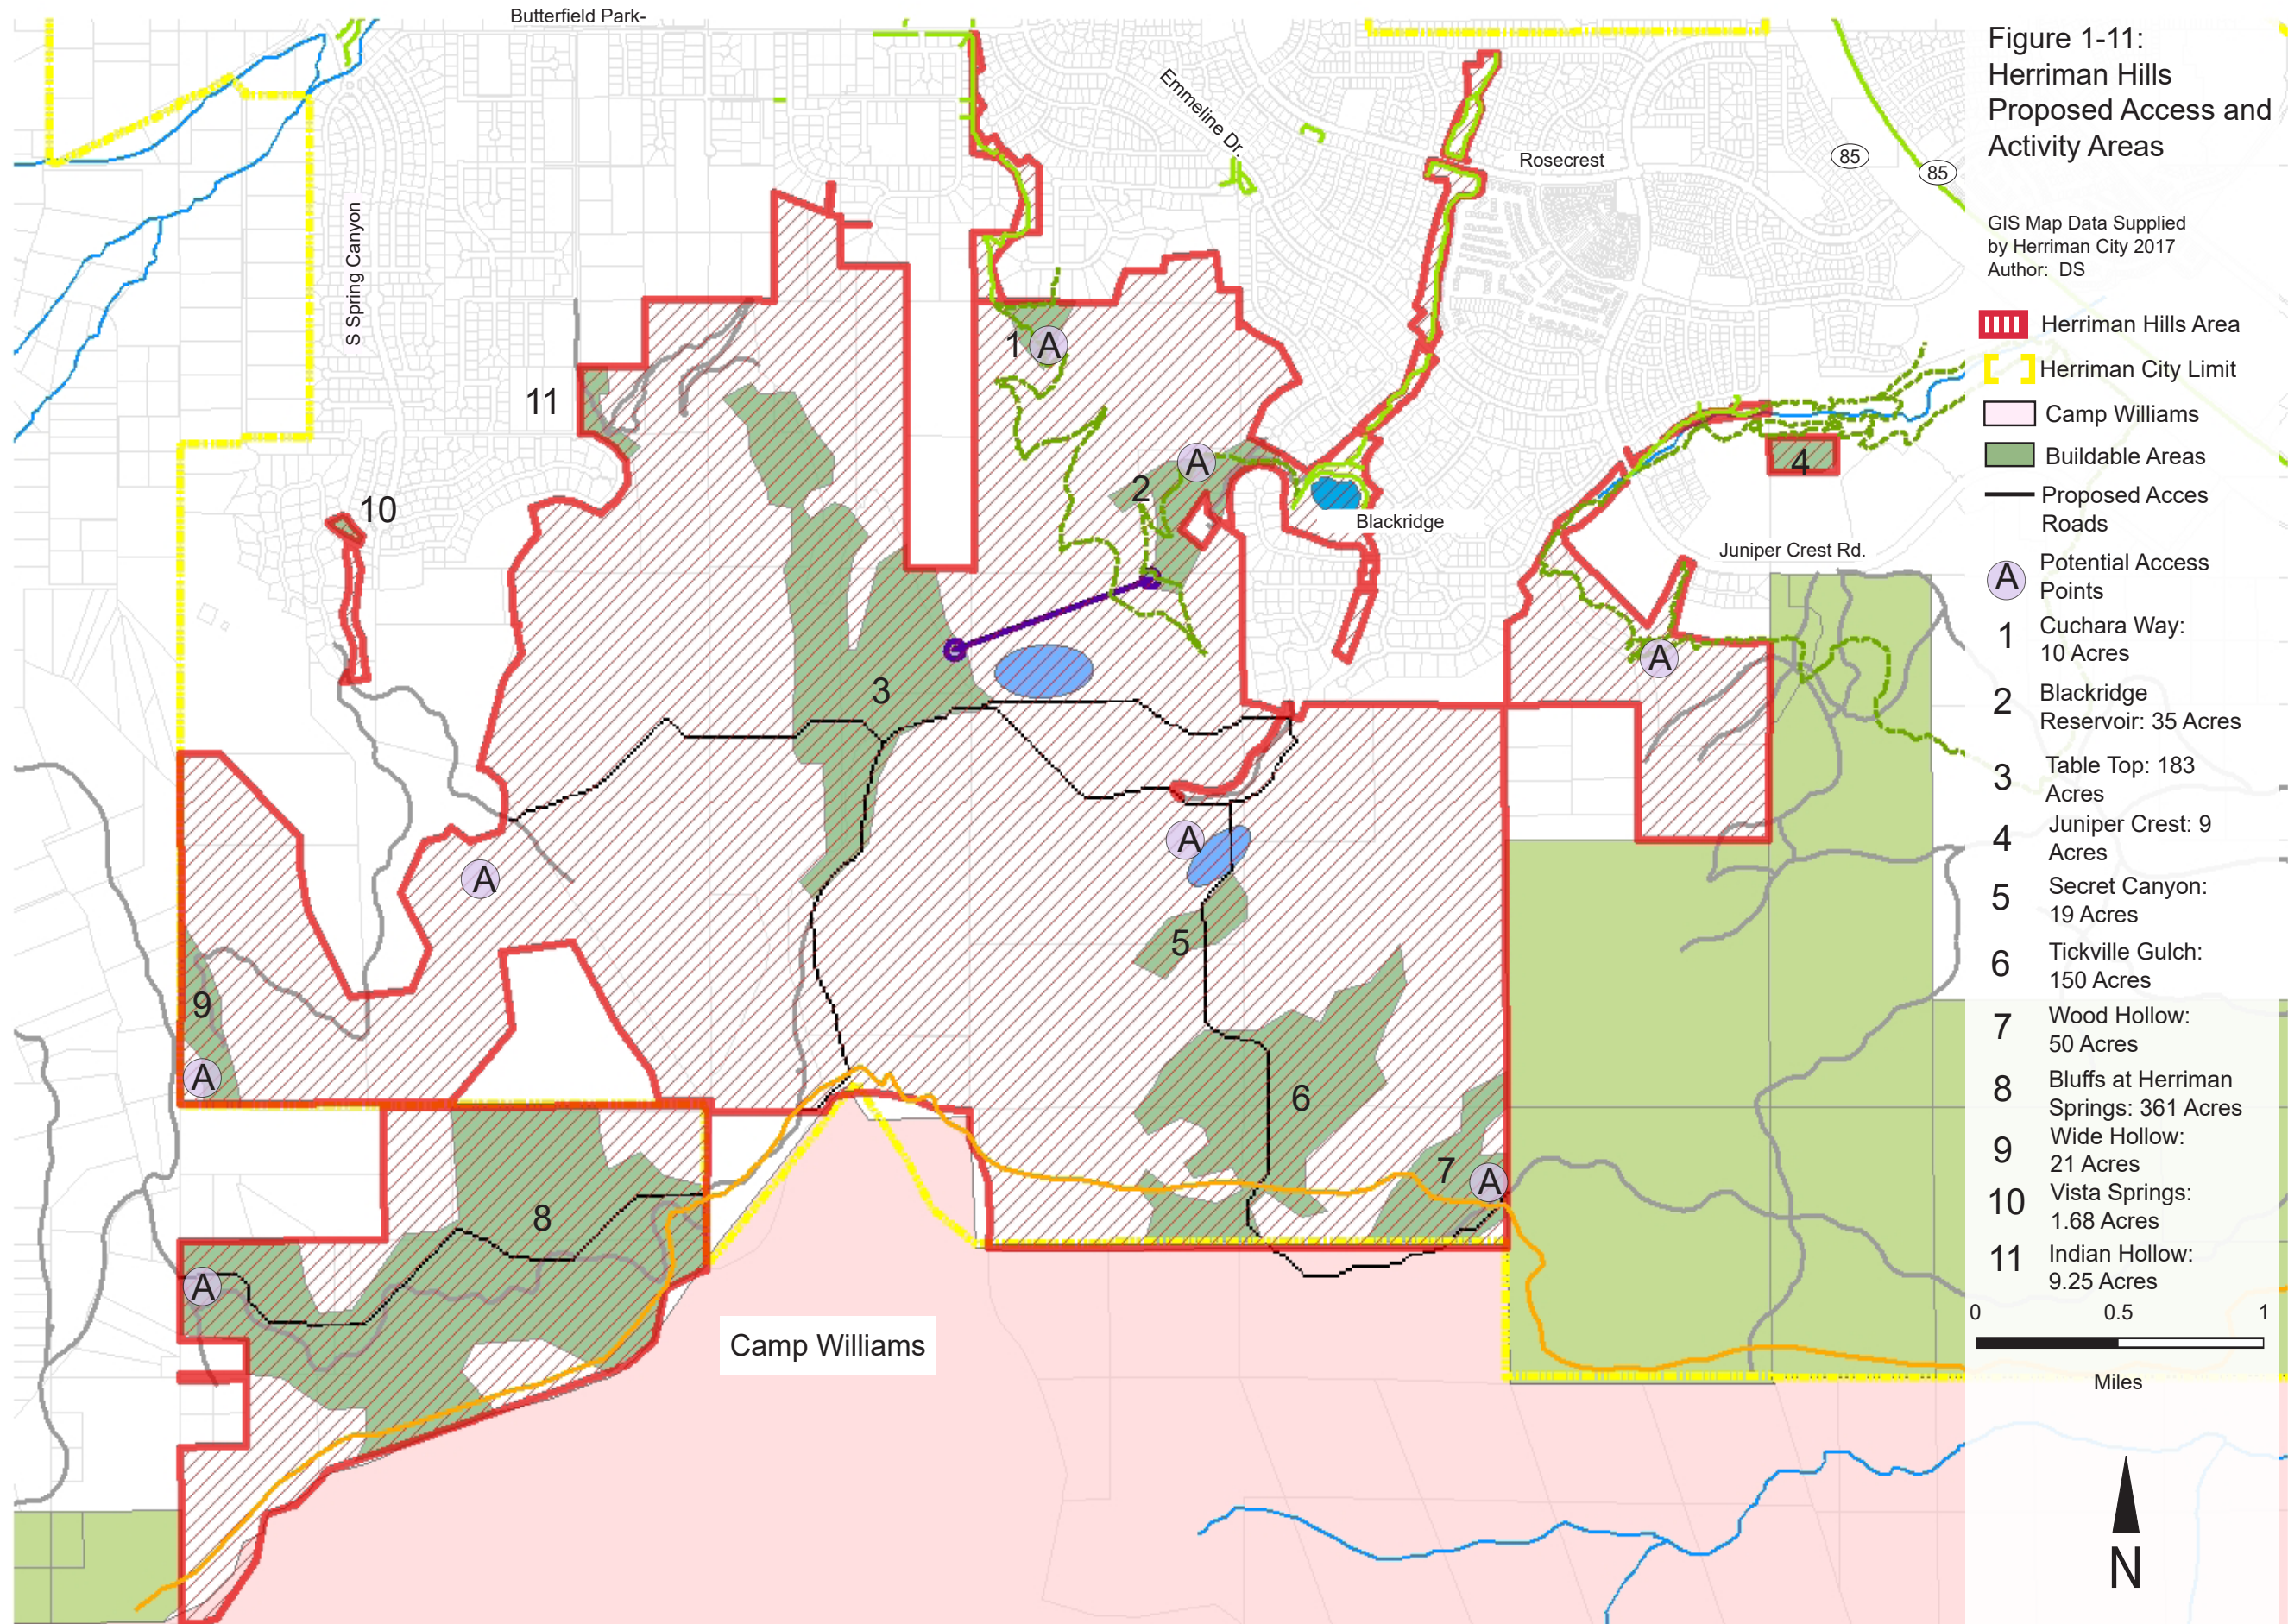 Butterfield Park-
Emmeline Dr.
Rosecrest
85
85
S Spring Canyon
1
A
11
A
2
10
4
Blackridge
Juniper Crest Rd.
A
3
A
A
5
9
A
6
7
A
8
A
Camp Williams
Figure 1-11:
Herriman Hills
Proposed Access and
Activity Areas
GIS Map Data Supplied
by Herriman City 2017
Author: DS
Herriman Hills Area
Herriman City Limit
Camp Williams
Buildable Areas
Proposed Acces
Roads
A Potential Access
Points
1 Cuchara Way:
10 Acres
2 Blackridge
Reservoir: 35 Acres
3 Table Top: 183
Acres
4 Juniper Crest: 9
Acres
5 Secret Canyon:
19 Acres
6 Tickville Gulch:
150 Acres
7 Wood Hollow:
50 Acres
8 Bluffs at Herriman
Springs: 361 Acres
9 Wide Hollow:
21 Acres
10 Vista Springs:
1.68 Acres
11 Indian Hollow:
9.25 Acres
0 0.5 1
Miles
N